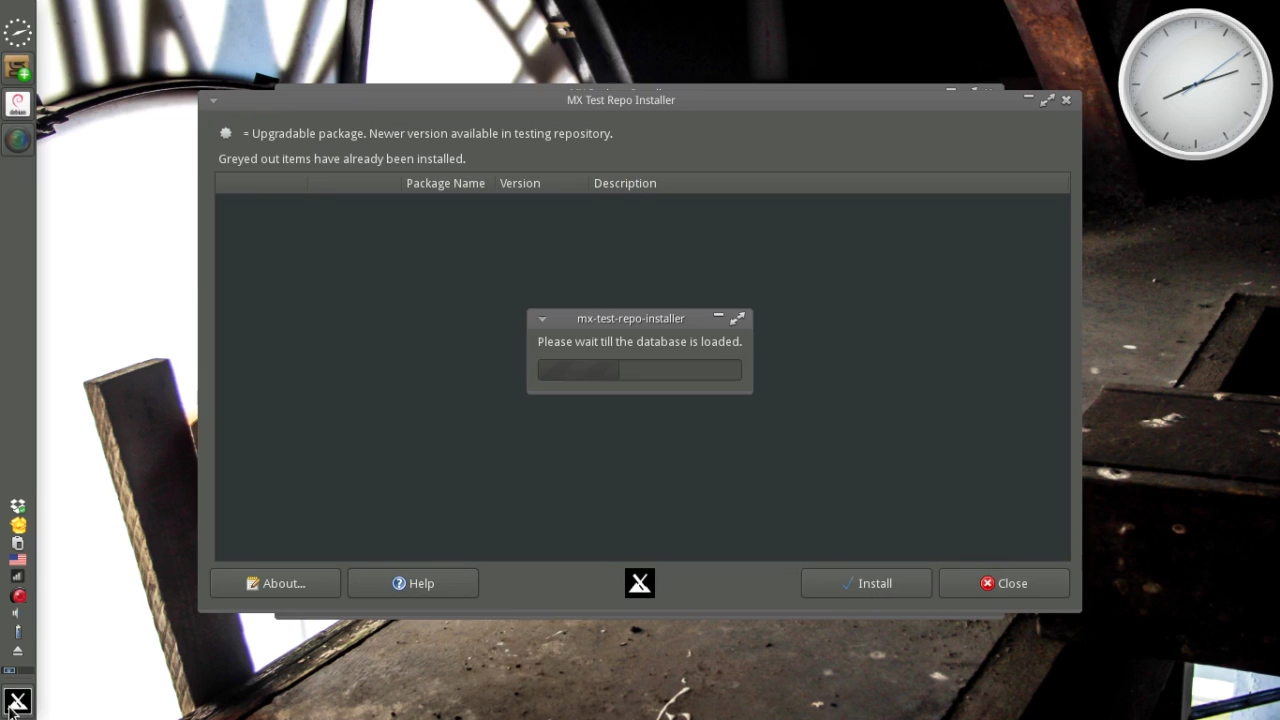 MX Test Repo Installer
= Upgradable package. Newer version available in testing repository.
Greyed out items have already been installed.
Package Name Version Description
mx-test-repo-installer
Please wait till the database is loaded.
About... Help Install Close
debian